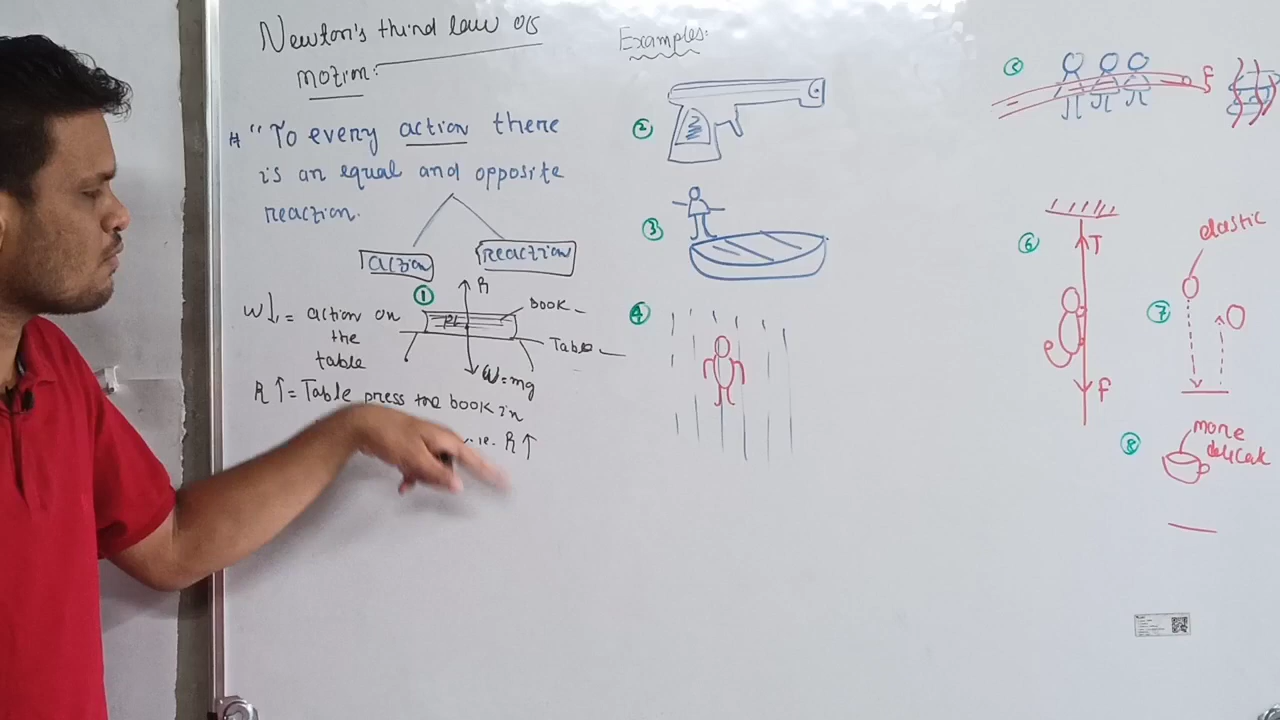 Newton's third law of
motion:
# "To every action there
is an equal and opposite
reaction.
action
reaction
①
R
Book
Table
W=mg
W↓ = action on
the
table
R↑ = Table press the book in
i.e. R↑
Examples:
②
③
④
⑤
F
⑥
T
F
elastic
⑦
⑧
more
delicate